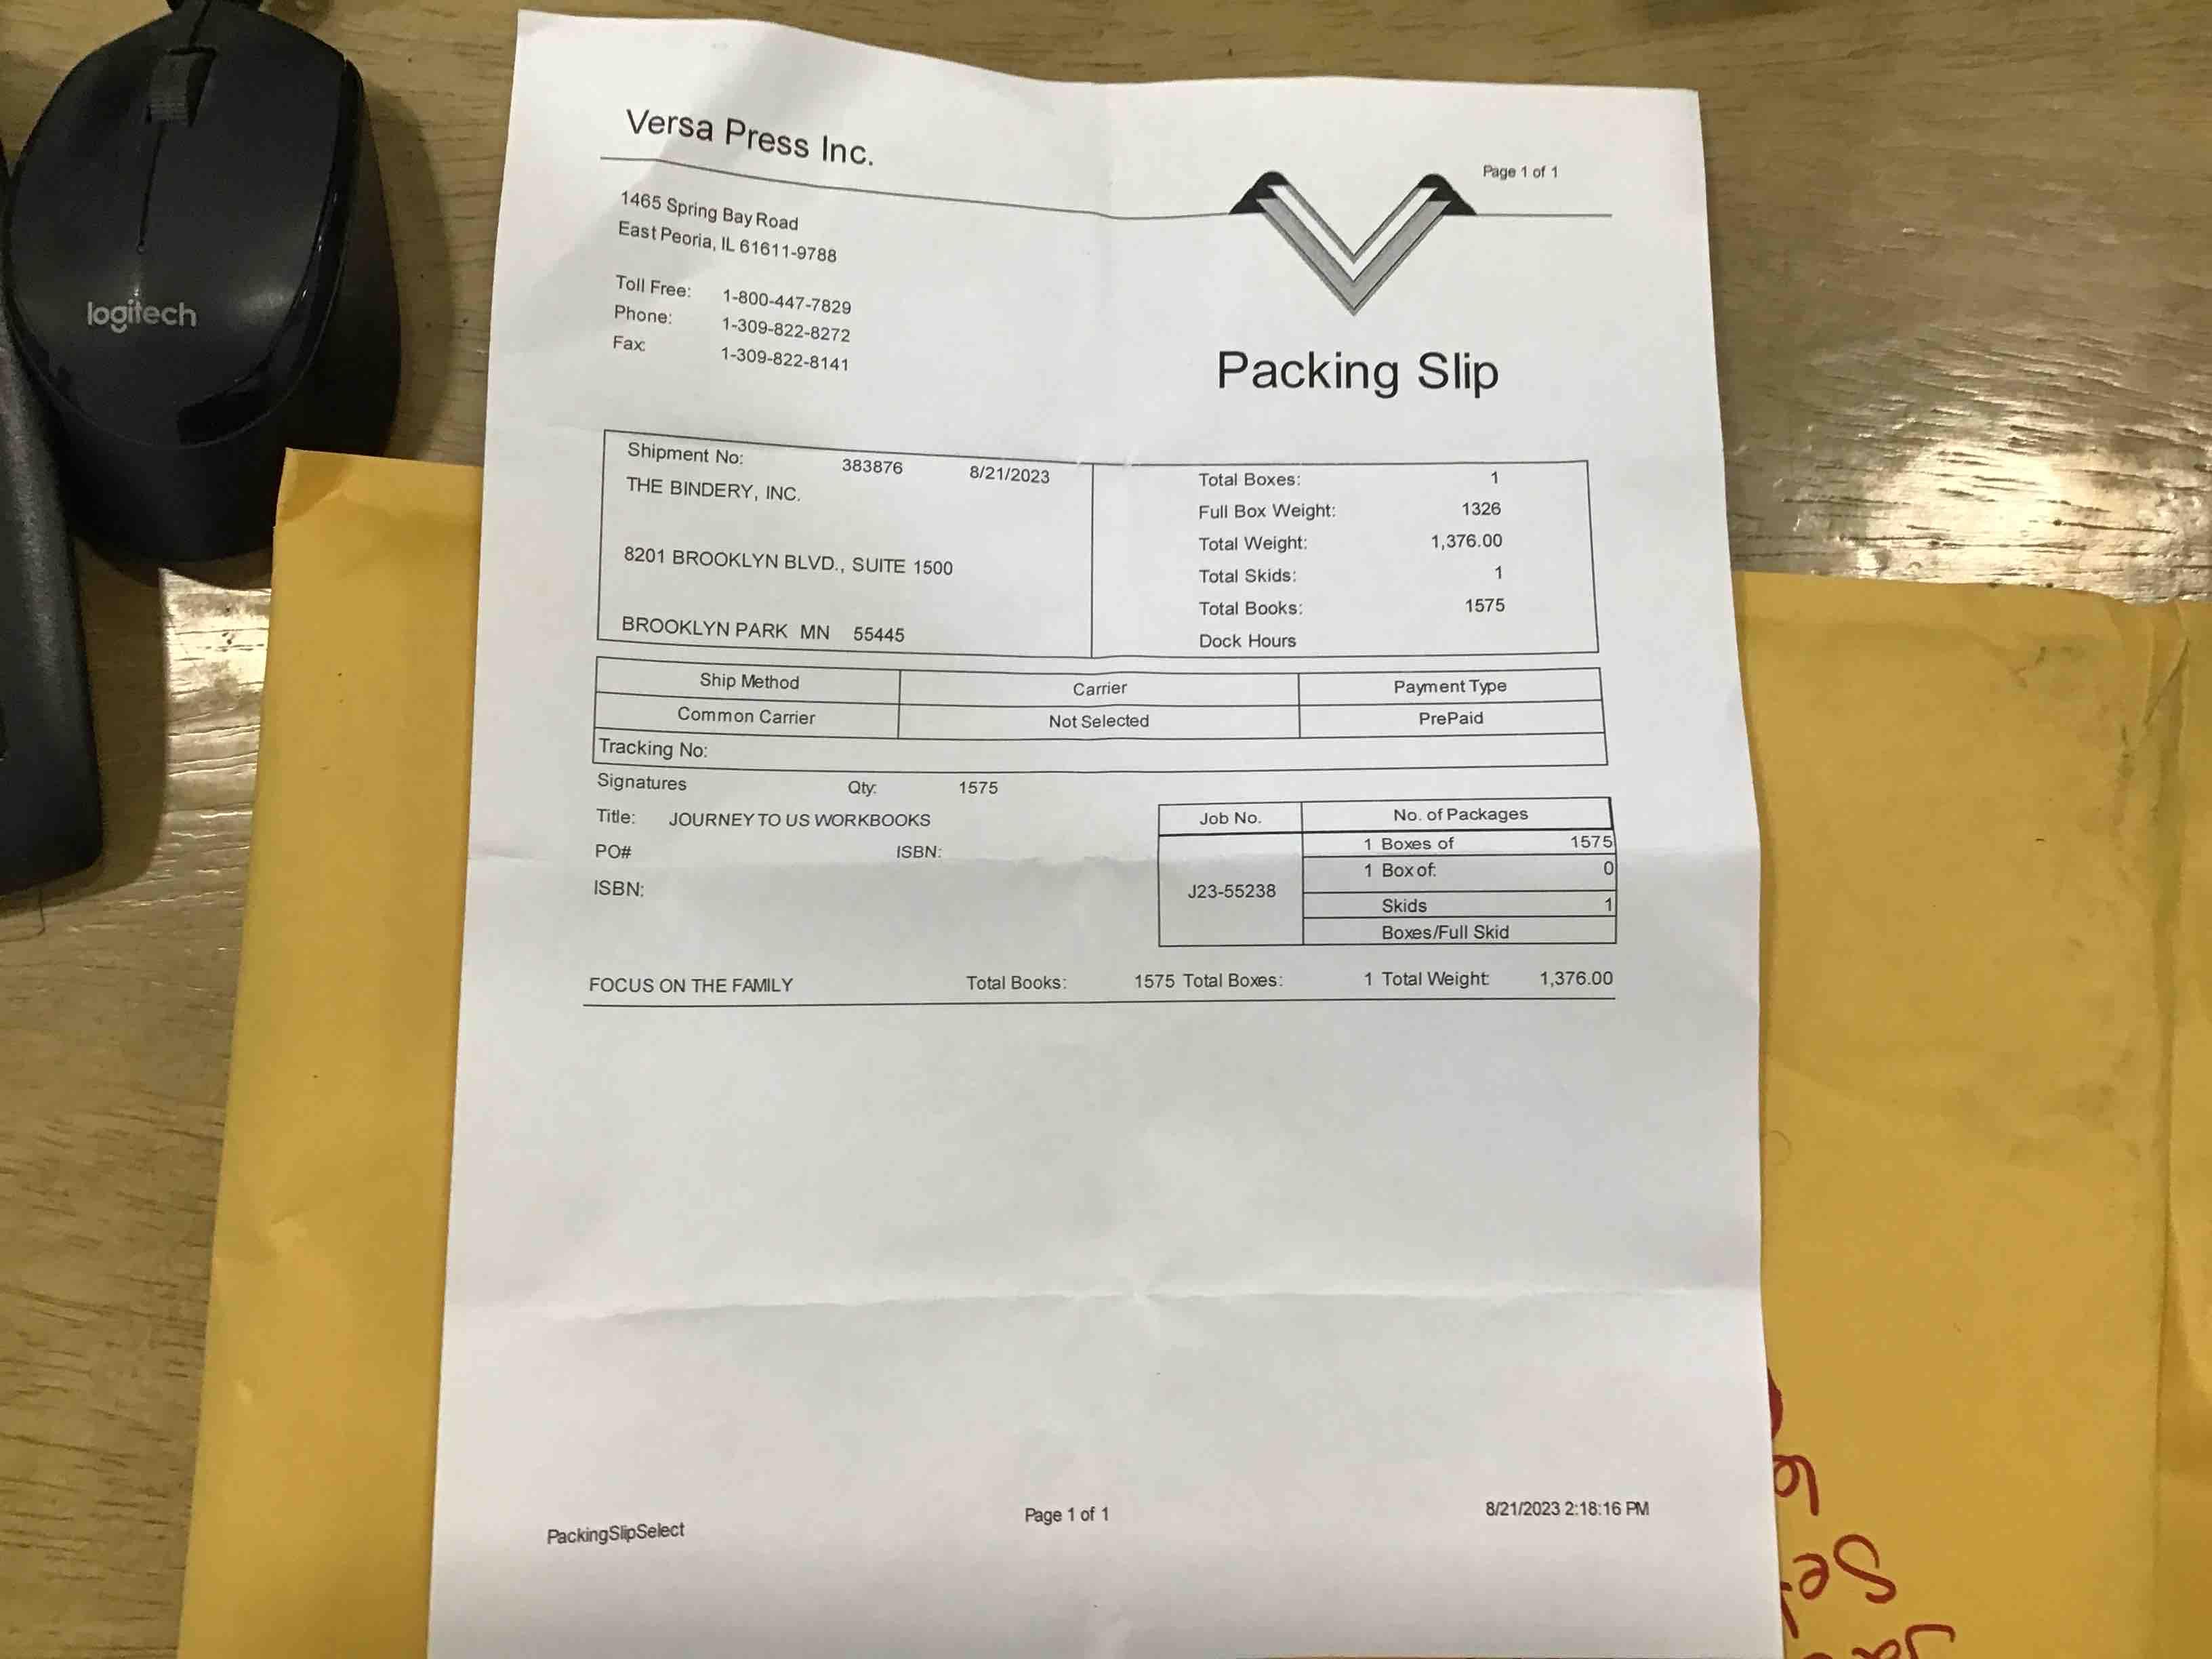 logitech
Versa Press Inc.
Page 1 of 1
1465 Spring Bay Road
East Peoria, IL 61611-9788
Toll Free: 1-800-447-7829
Phone: 1-309-822-8272
Fax: 1-309-822-8141
Packing Slip
Shipment No: 383876 8/21/2023
THE BINDERY, INC.
8201 BROOKLYN BLVD., SUITE 1500
BROOKLYN PARK MN 55445
Total Boxes: 1
Full Box Weight: 1326
Total Weight: 1,376.00
Total Skids: 1
Total Books: 1575
Dock Hours
Ship Method Carrier Payment Type
Common Carrier Not Selected PrePaid
Tracking No:
Signatures Qty: 1575
Title: JOURNEY TO US WORKBOOKS
PO# ISBN:
ISBN:
Job No. No. of Packages
J23-55238
1 Boxes of 1575
1 Box of: 0
Skids 1
Boxes/Full Skid
FOCUS ON THE FAMILY Total Books: 1575 Total Boxes: 1 Total Weight: 1,376.00
PackingSlipSelect Page 1 of 1 8/21/2023 2:18:16 PM